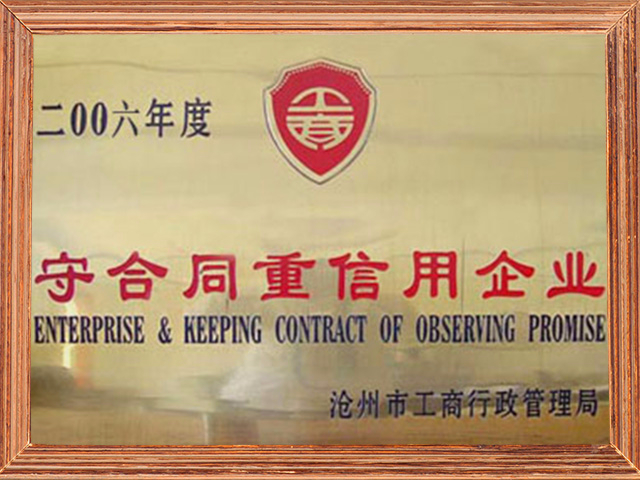 二00六年度
守合同重信用企业
ENTERPRISE & KEEPING CONTRACT OF OBSERVING PROMISE
沧州市工商行政管理局